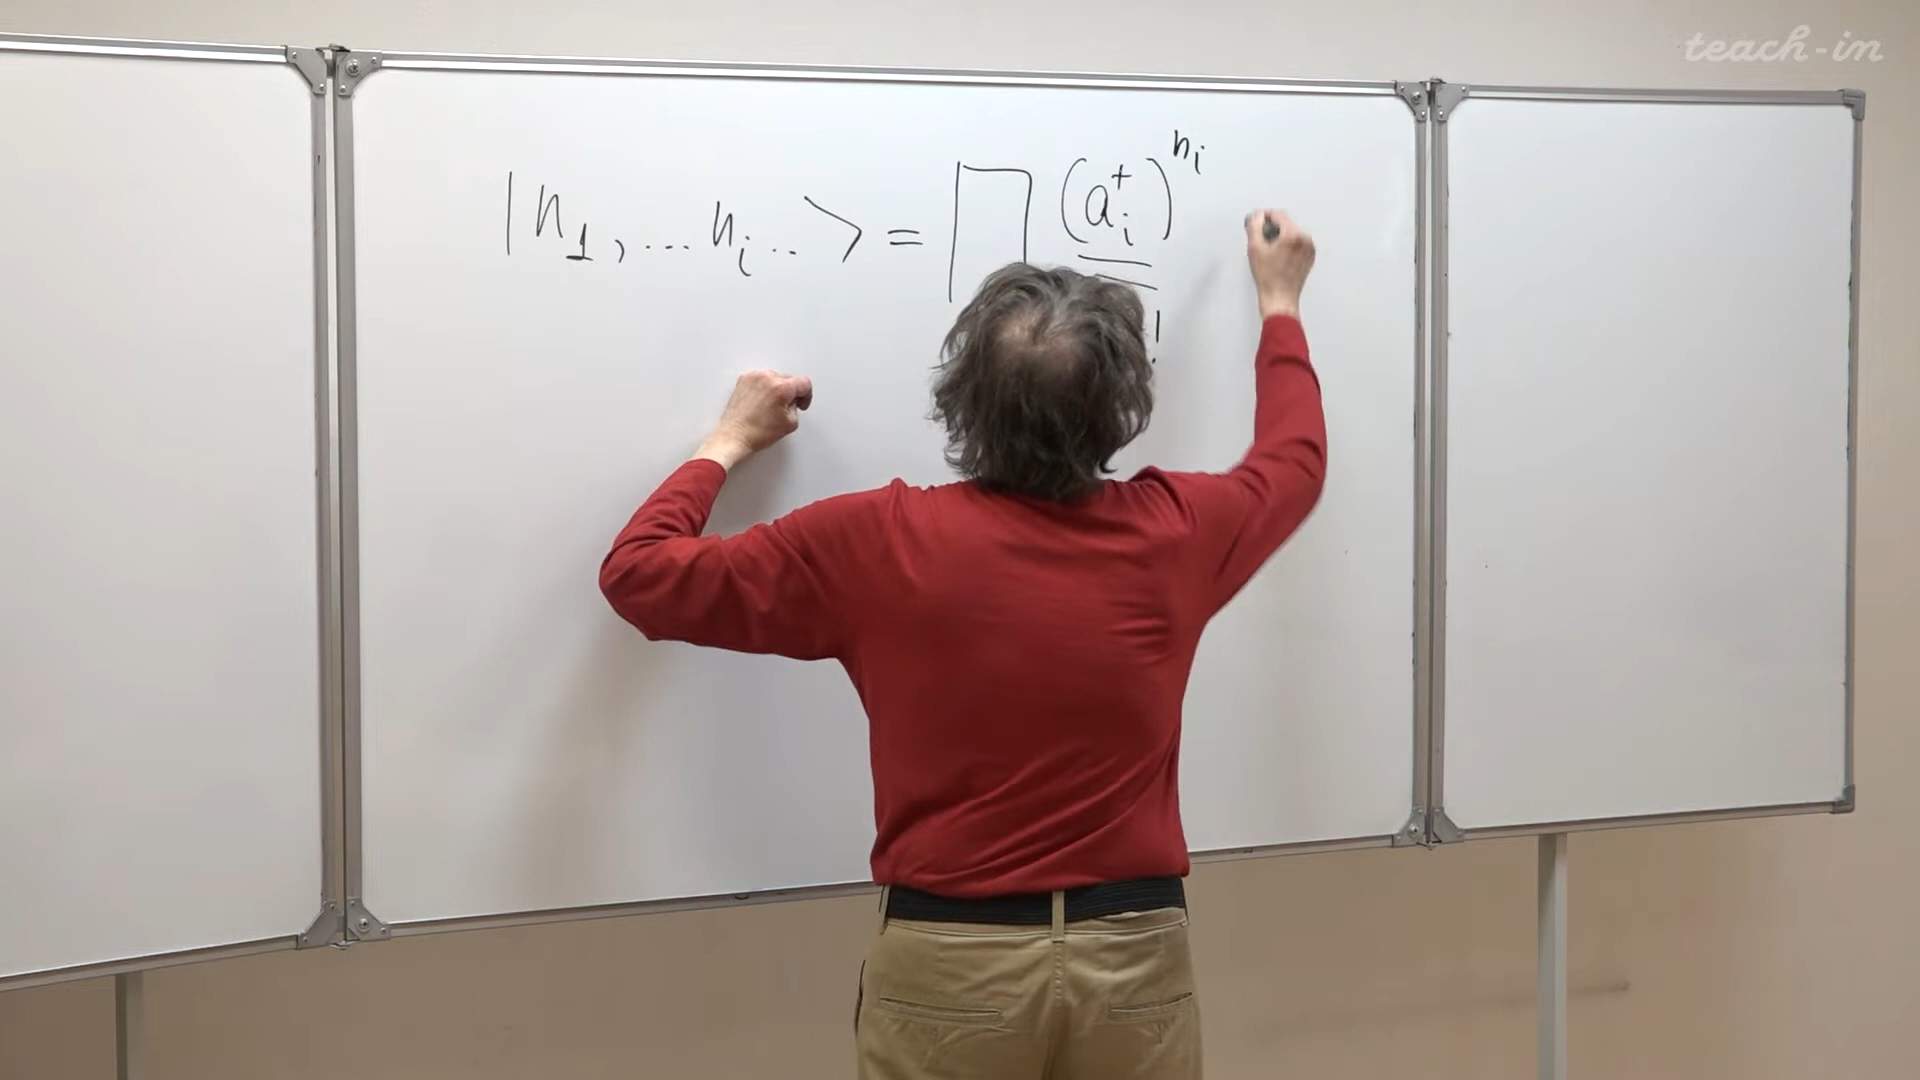 teach-in
|n₁, ... nᵢ .. > = ∏ (aᵢ⁺)^nᵢ
!